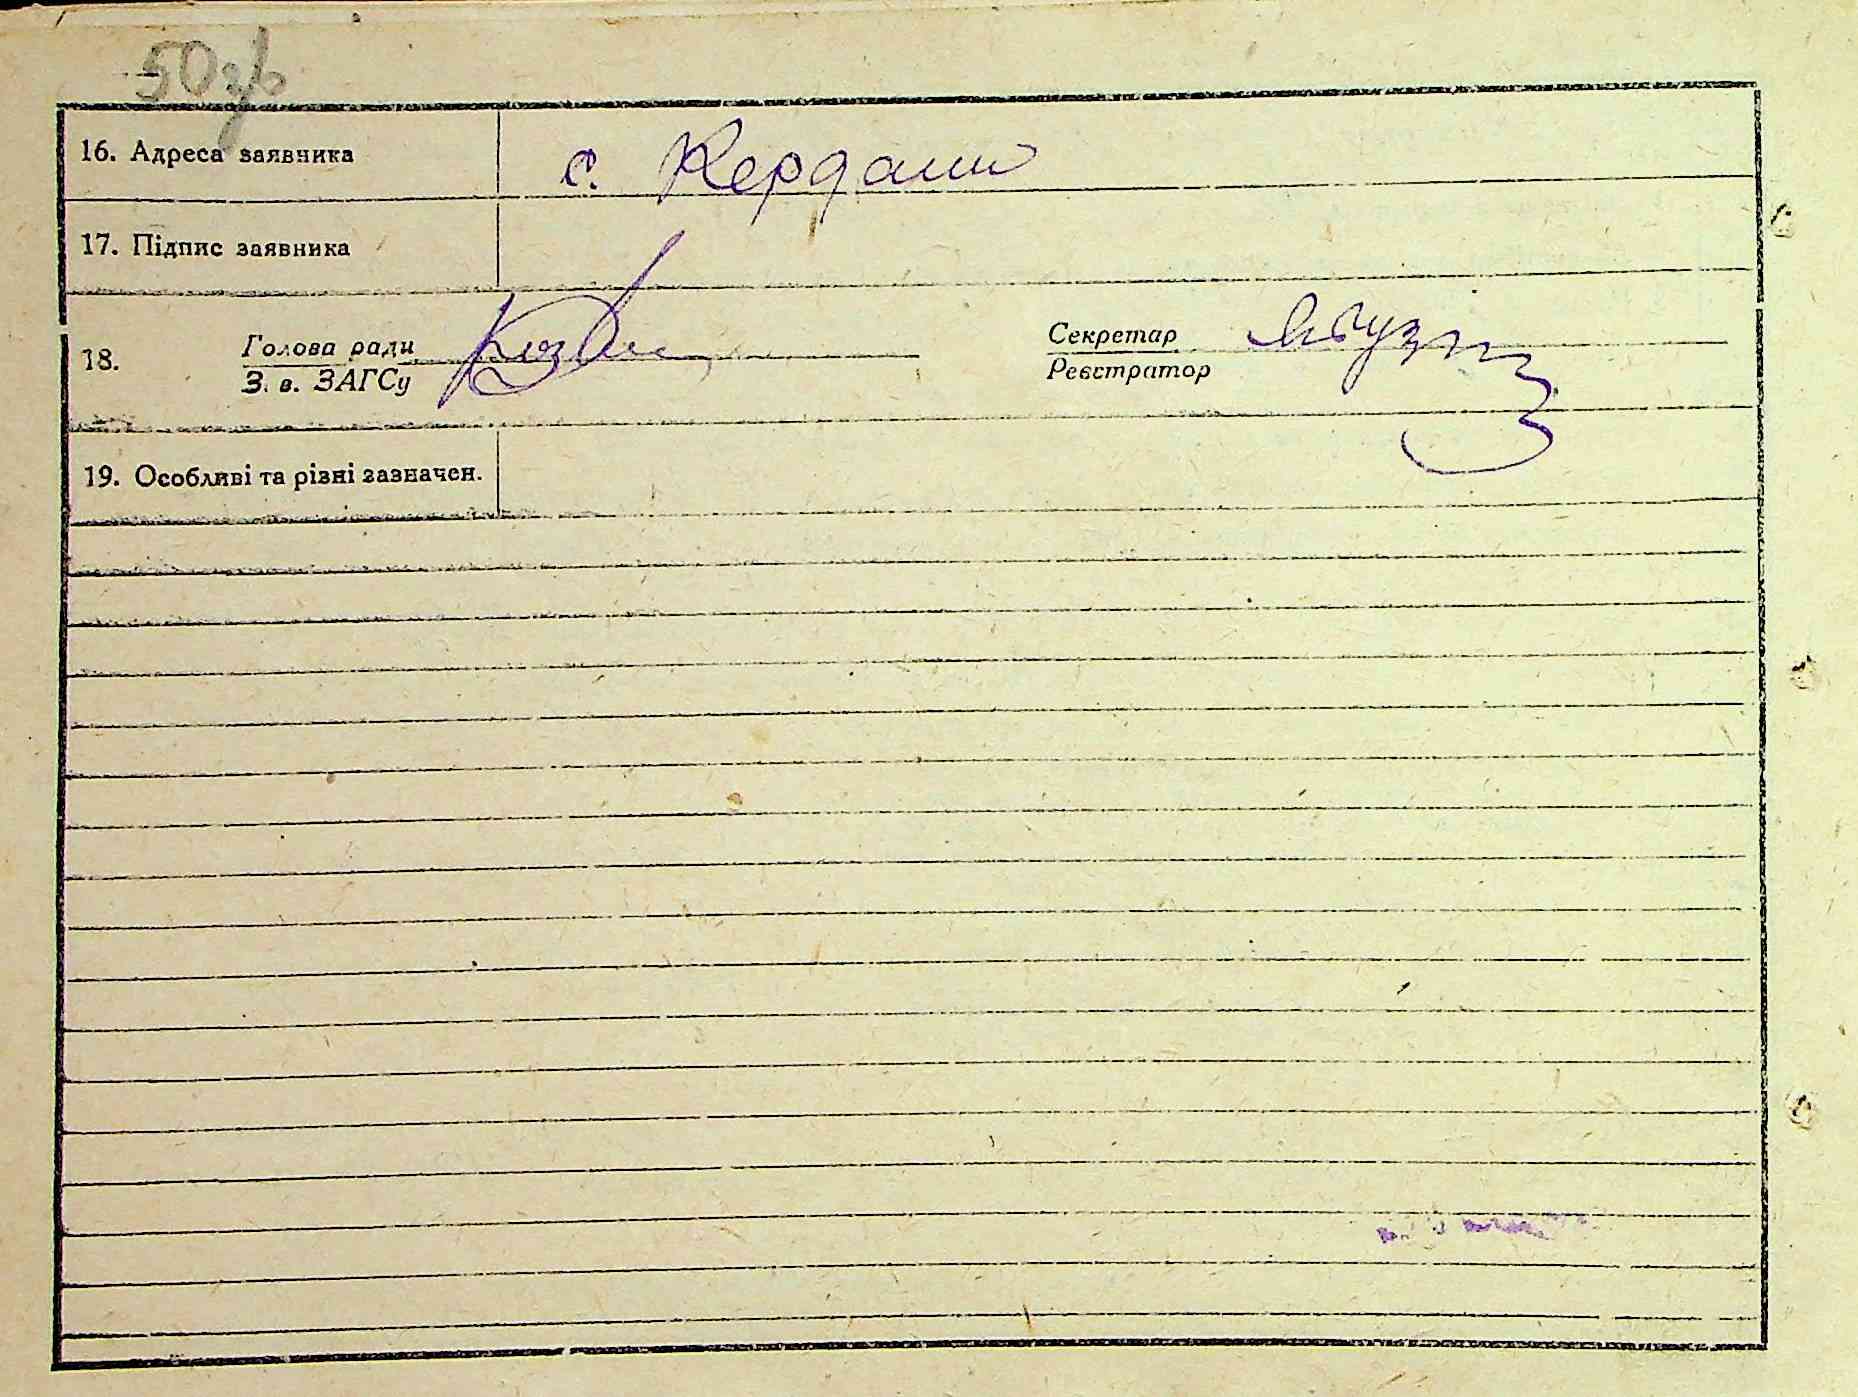 50зв
16. Адреса заявника с. Кердани
17. Підпис заявника
18. Голова ради Секретар
З. в. ЗАГСу Реєстратор
19. Особливі та різні зазначен.